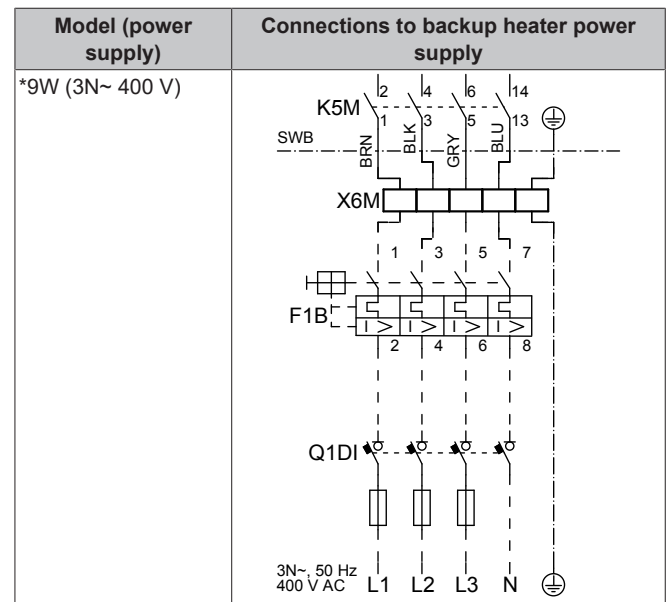 Model (power supply)
Connections to backup heater power supply
*9W (3N~ 400 V)
2 4 6 14
K5M
1 3 5 13
SWB
BRN BLK GRY BLU
X6M
1 3 5 7
F1B
I > I > I > I >
2 4 6 8
Q1DI
3N~, 50 Hz
400 V AC
L1 L2 L3 N